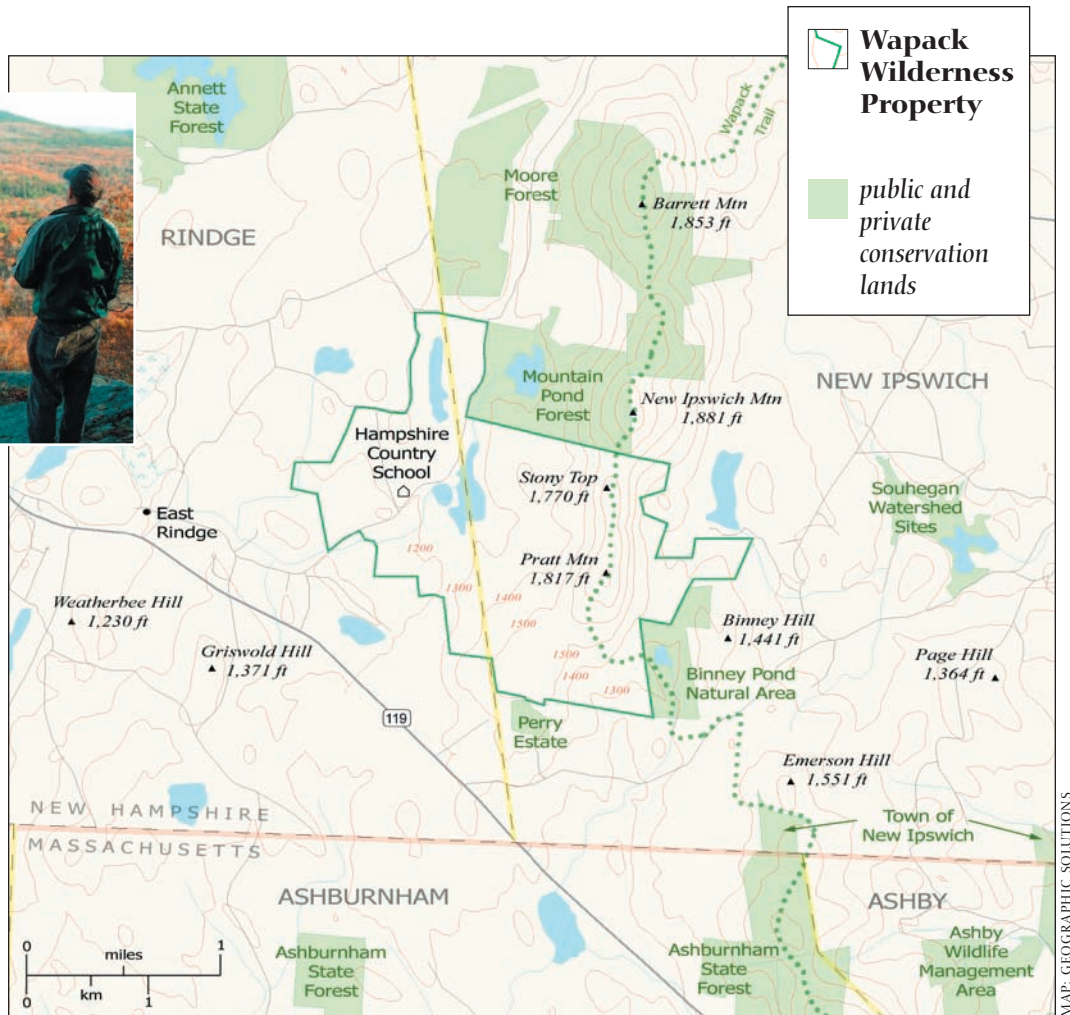 Wapack
Wilderness
Property
public and
private
conservation
lands
Annett
State
Forest
Wapack
Trail
Moore
Forest
Barrett Mtn
1,853 ft
RINDGE
NEW IPSWICH
Mountain
Pond
Forest
New Ipswich Mtn
1,881 ft
Hampshire
Country
School
Stony Top
1,770 ft
Souhegan
Watershed
Sites
East
Rindge
Pratt Mtn
1,817 ft
1200
1300
1400
1500
Weatherbee Hill
1,230 ft
Griswold Hill
1,371 ft
Binney Hill
1,441 ft
Page Hill
1,364 ft
1500
1400
1300
Binney Pond
Natural Area
119
Perry
Estate
Emerson Hill
1,551 ft
NEW HAMPSHIRE
MASSACHUSETTS
Town of
New Ipswich
ASHBURNHAM
ASHBY
0
1
miles
km
0
1
Ashburnham
State
Forest
Ashburnham
State
Forest
Ashby
Wildlife
Management
Area
MAP: GEOGRAPHIC SOLUTIONS